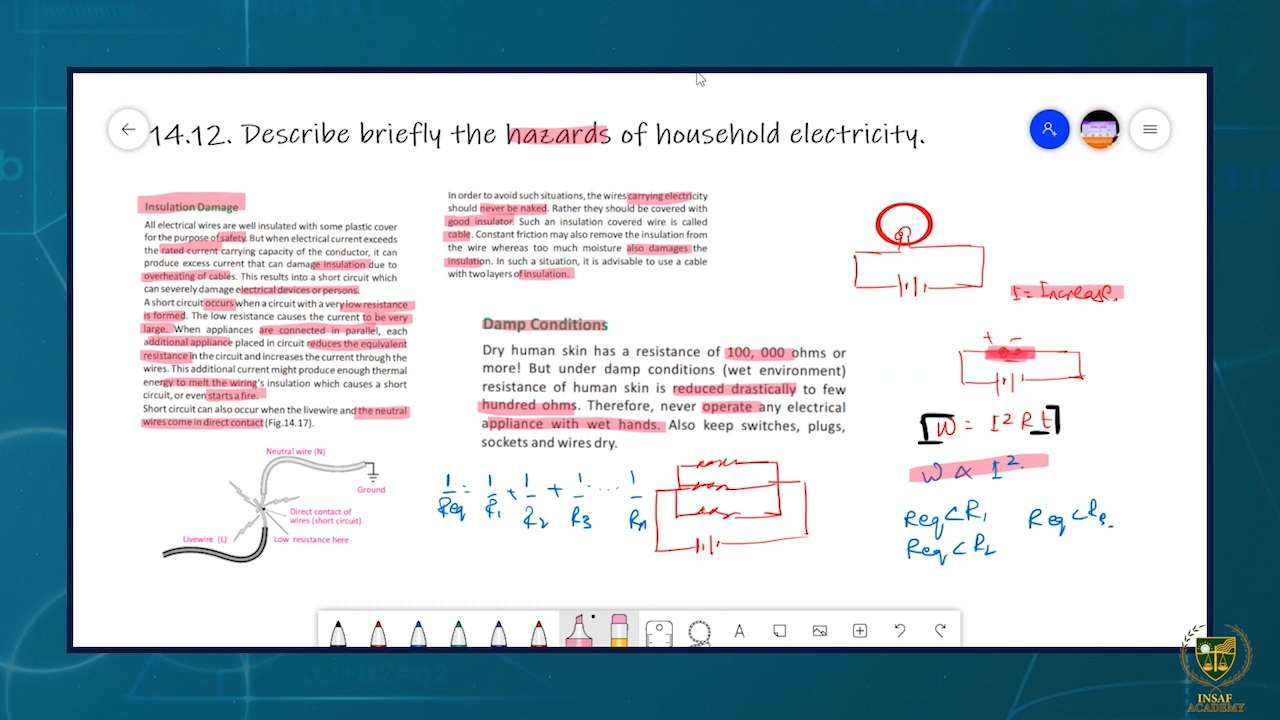 14.12. Describe briefly the hazards of household electricity.
Insulation Damage
All electrical wires are well insulated with some plastic cover
for the purpose of safety. But when electrical current exceeds
the rated current carrying capacity of the conductor, it can
produce excess current that can damage insulation due to
overheating of cables. This results into a short circuit which
can severely damage electrical devices or persons.
A short circuit occurs when a circuit with a very low resistance
is formed. The low resistance causes the current to be very
large. When appliances are connected in parallel, each
additional appliance placed in circuit reduces the equivalent
resistance in the circuit and increases the current through the
wires. This additional current might produce enough thermal
energy to melt the wiring's insulation which causes a short
circuit, or even starts a fire.
Short circuit can also occur when the livewire and the neutral
wires come in direct contact (Fig.14.17).
Neutral wire (N)
Ground
Direct contact of
wires (short circuit)
Livewire (L)
Low resistance here
In order to avoid such situations, the wires carrying electricity
should never be naked. Rather they should be covered with
good insulator. Such an insulation covered wire is called
cable. Constant friction may also remove the insulation from
the wire whereas too much moisture also damages the
insulation. In such a situation, it is advisable to use a cable
with two layers of insulation.
Damp Conditions
Dry human skin has a resistance of 100, 000 ohms or
more! But under damp conditions (wet environment)
resistance of human skin is reduced drastically to few
hundred ohms. Therefore, never operate any electrical
appliance with wet hands. Also keep switches, plugs,
sockets and wires dry.
1/Req = 1/R1 + 1/R2 + 1/R3 ..... 1/Rn
I = Increase.
+ -
W = I² R t
W ∝ I².
Req < R1
Req < R3.
Req < R2
A
INSAF
ACADEMY